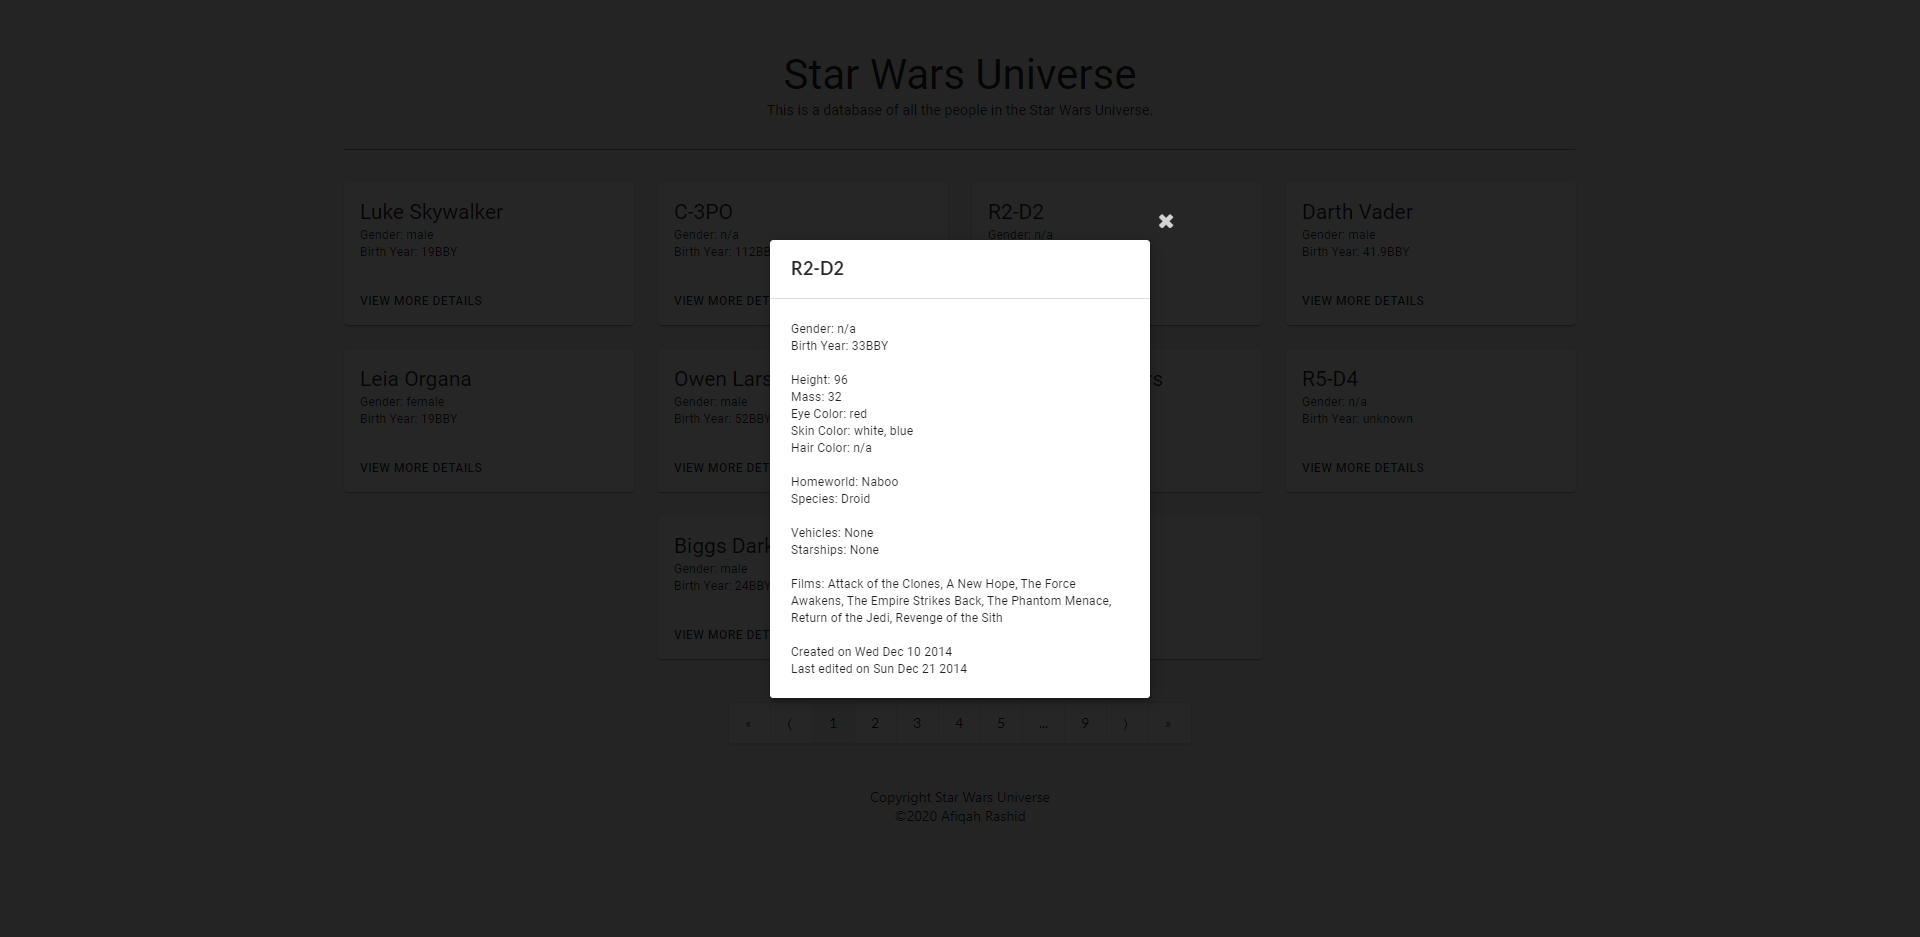 Star Wars Universe
This is a database of all the people in the Star Wars Universe.
Luke Skywalker
Gender: male
Birth Year: 19BBY
VIEW MORE DETAILS
C-3PO
Gender: n/a
Birth Year: 112BB
VIEW MORE DET
R2-D2
Gender: n/a
Darth Vader
Gender: male
Birth Year: 41.9BBY
VIEW MORE DETAILS
Leia Organa
Gender: female
Birth Year: 19BBY
VIEW MORE DETAILS
Owen Lars
Gender: male
Birth Year: 52BBY
VIEW MORE DET
rs
R5-D4
Gender: n/a
Birth Year: unknown
VIEW MORE DETAILS
Biggs Dark
Gender: male
Birth Year: 24BBY
VIEW MORE DET
R2-D2
Gender: n/a
Birth Year: 33BBY
Height: 96
Mass: 32
Eye Color: red
Skin Color: white, blue
Hair Color: n/a
Homeworld: Naboo
Species: Droid
Vehicles: None
Starships: None
Films: Attack of the Clones, A New Hope, The Force
Awakens, The Empire Strikes Back, The Phantom Menace,
Return of the Jedi, Revenge of the Sith
Created on Wed Dec 10 2014
Last edited on Sun Dec 21 2014
« ⟨ 1 2 3 4 5 ... 9 ⟩ »
Copyright Star Wars Universe
©2020 Afiqah Rashid